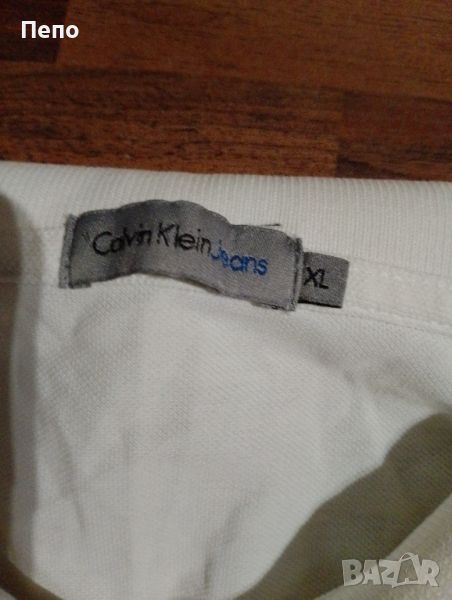 Пепо
Calvin Klein Jeans
XL
BAZAR